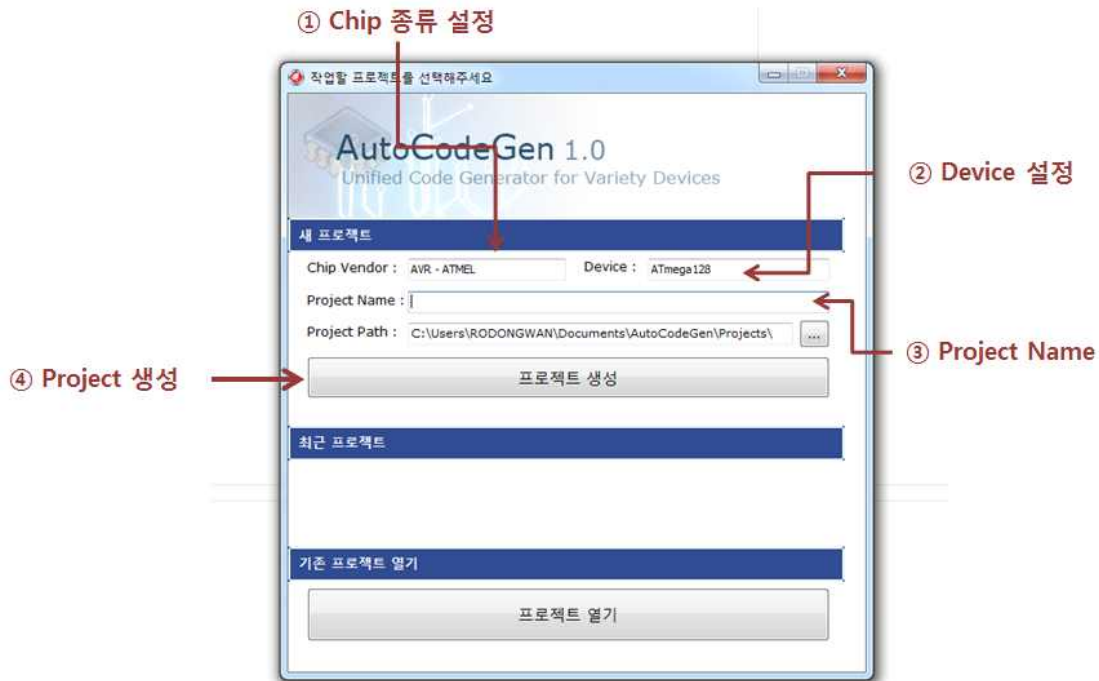 ① Chip 종류 설정
작업할 프로젝트를 선택해주세요
AutoCodeGen 1.0
Unified Code Generator for Variety Devices
② Device 설정
새 프로젝트
Chip Vendor : AVR - ATMEL Device : ATmega128
Project Name :
Project Path : C:\Users\RODONGWAN\Documents\AutoCodeGen\Projects\ ...
③ Project Name
④ Project 생성
프로젝트 생성
최근 프로잭트
기존 프로젝트 열기
프로젝트 열기